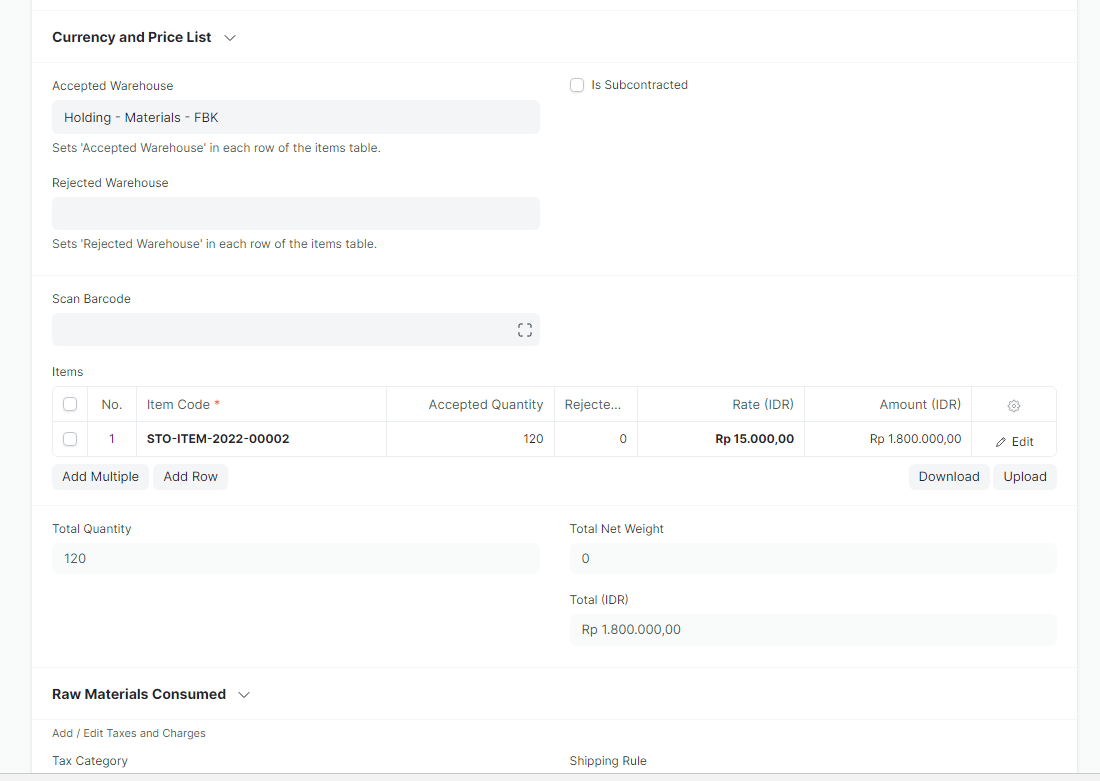 Currency and Price List
Accepted Warehouse
Is Subcontracted
Holding - Materials - FBK
Sets 'Accepted Warehouse' in each row of the items table.
Rejected Warehouse
Sets 'Rejected Warehouse' in each row of the items table.
Scan Barcode
Items
No. Item Code * Accepted Quantity Rejecte... Rate (IDR) Amount (IDR)
1 STO-ITEM-2022-00002 120 0 Rp 15.000,00 Rp 1.800.000,00 Edit
Add Multiple Add Row Download Upload
Total Quantity Total Net Weight
120 0
Total (IDR)
Rp 1.800.000,00
Raw Materials Consumed
Add / Edit Taxes and Charges
Tax Category Shipping Rule